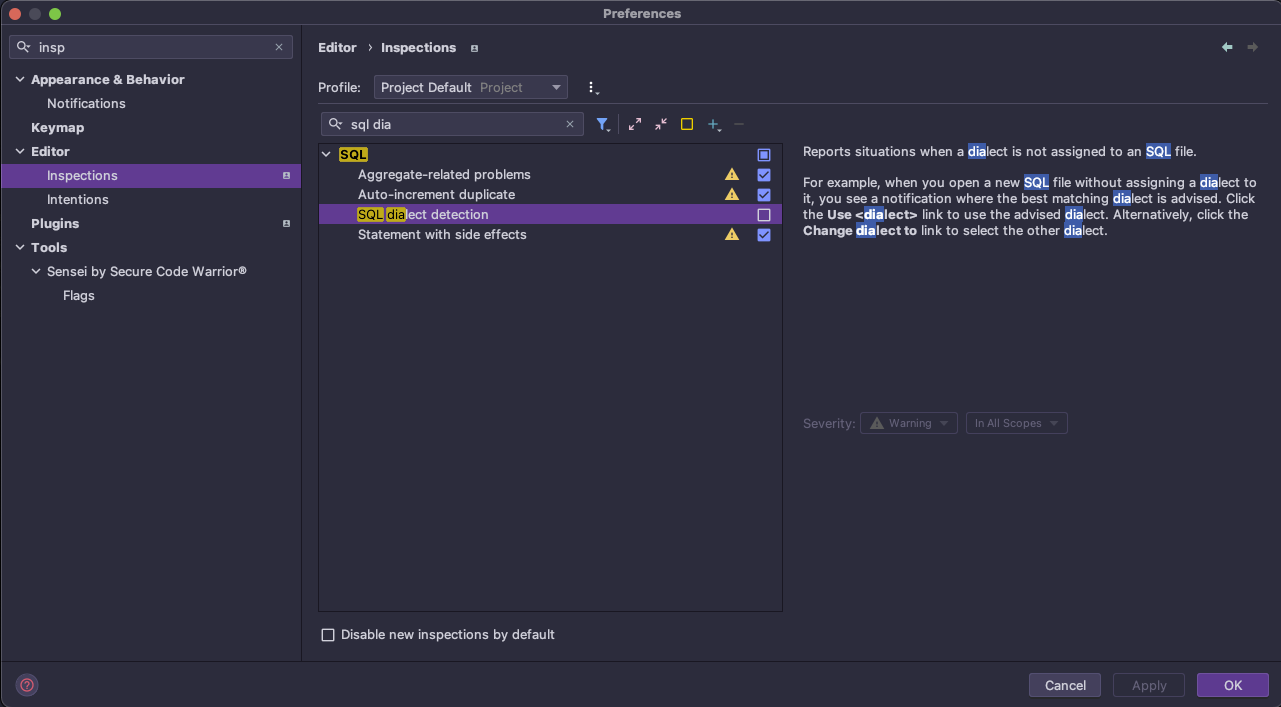 Preferences
insp
Appearance & Behavior
Notifications
Keymap
Editor
Inspections
Intentions
Plugins
Tools
Sensei by Secure Code Warrior®
Flags
Editor › Inspections
Profile: Project Default Project
sql dia
SQL
Aggregate-related problems
Auto-increment duplicate
SQL dialect detection
Statement with side effects
Disable new inspections by default
Reports situations when a dialect is not assigned to an SQL file.
For example, when you open a new SQL file without assigning a dialect to
it, you see a notification where the best matching dialect is advised. Click
the Use <dialect> link to use the advised dialect. Alternatively, click the
Change dialect to link to select the other dialect.
Severity: Warning In All Scopes
? Cancel Apply OK